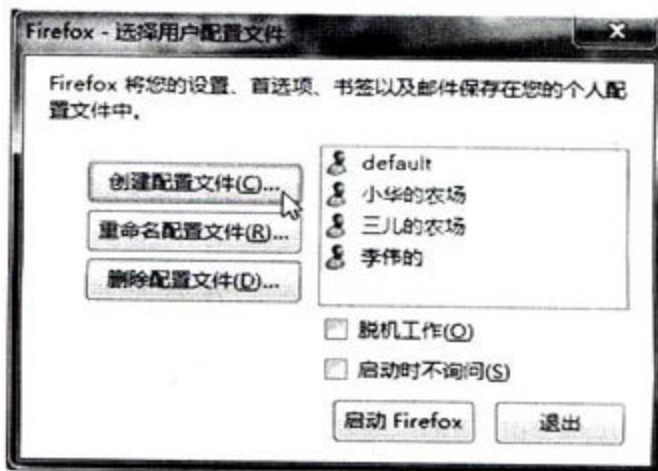 Firefox - 选择用户配置文件
Firefox 将您的设置、首选项、书签以及邮件保存在您的个人配
置文件中。
创建配置文件(C)...
重命名配置文件(R)...
删除配置文件(D)...
default
小华的农场
三儿的农场
李伟的
脱机工作(O)
启动时不询问(S)
启动 Firefox
退出